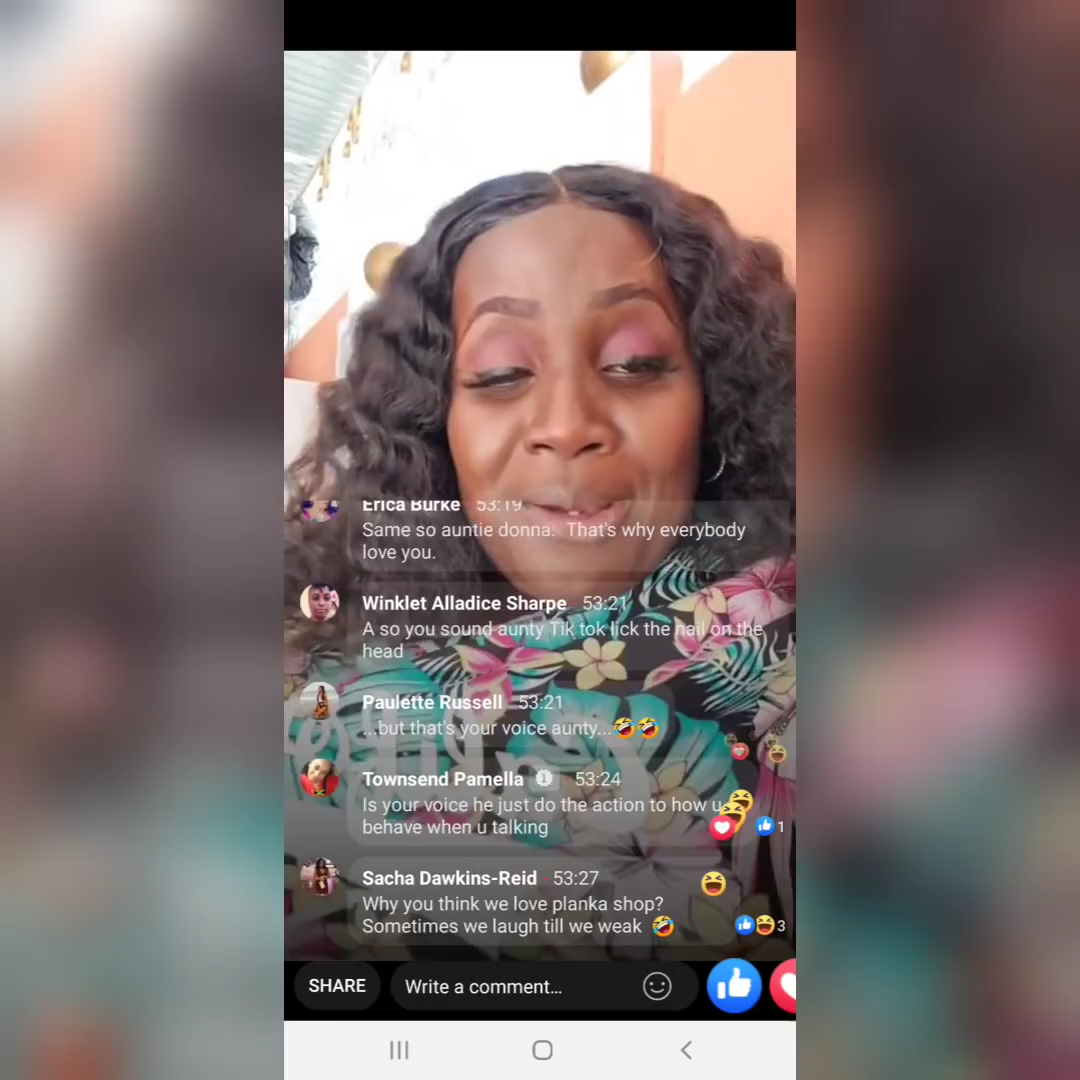 Erica Burke 53:19
Same so auntie donna. That's why everybody
love you.
Winklet Alladice Sharpe 53:21
A so you sound aunty Tik tok lick the nail on the
head
Paulette Russell 53:21
...but that's your voice aunty...🤣🤣
Townsend Pamella 53:24
Is your voice he just do the action to how u
behave when u talking
1
Sacha Dawkins-Reid 53:27
Why you think we love planka shop?
Sometimes we laugh till we weak 🤣
3
SHARE
Write a comment...